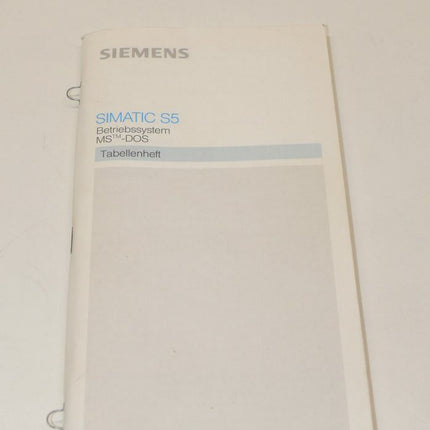 SIEMENS
SIMATIC S5
Betriebssystem
MS™-DOS
Tabellenheft